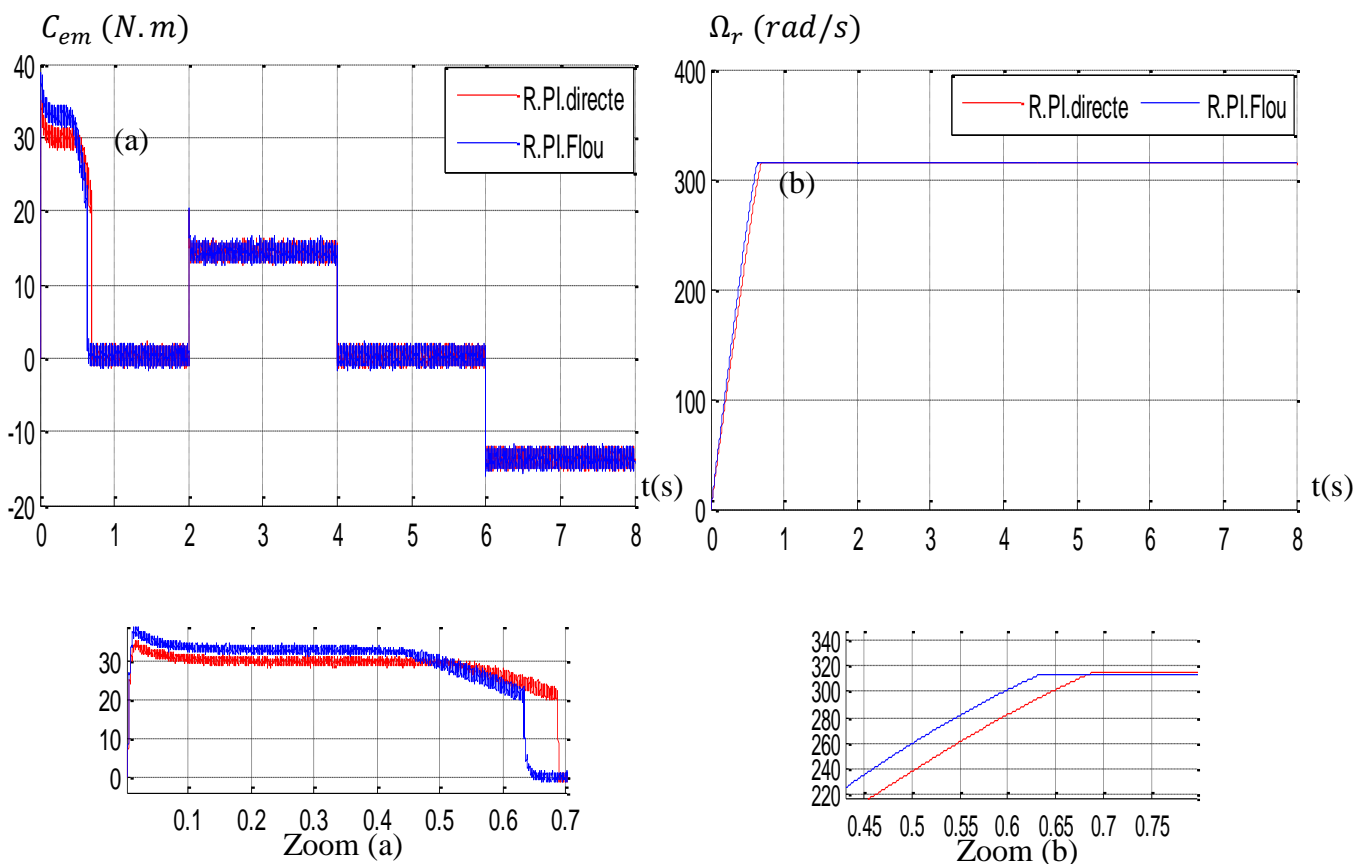 C_em (N.m)
40
30
20
10
0
-10
-20
R.PI.directe
R.PI.Flou
(a)
t(s)
0 1 2 3 4 5 6 7 8
Ω_r (rad/s)
400
300
200
100
0
R.PI.directe R.PI.Flou
(b)
t(s)
0 1 2 3 4 5 6 7 8
30
20
10
0
0.1 0.2 0.3 0.4 0.5 0.6 0.7
Zoom (a)
340
320
300
280
260
240
220
0.45 0.5 0.55 0.6 0.65 0.7 0.75
Zoom (b)